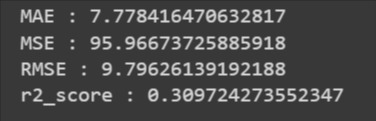 MAE : 7.778416470632817
MSE : 95.96673725885918
RMSE : 9.79626139192188
r2_score : 0.309724273552347